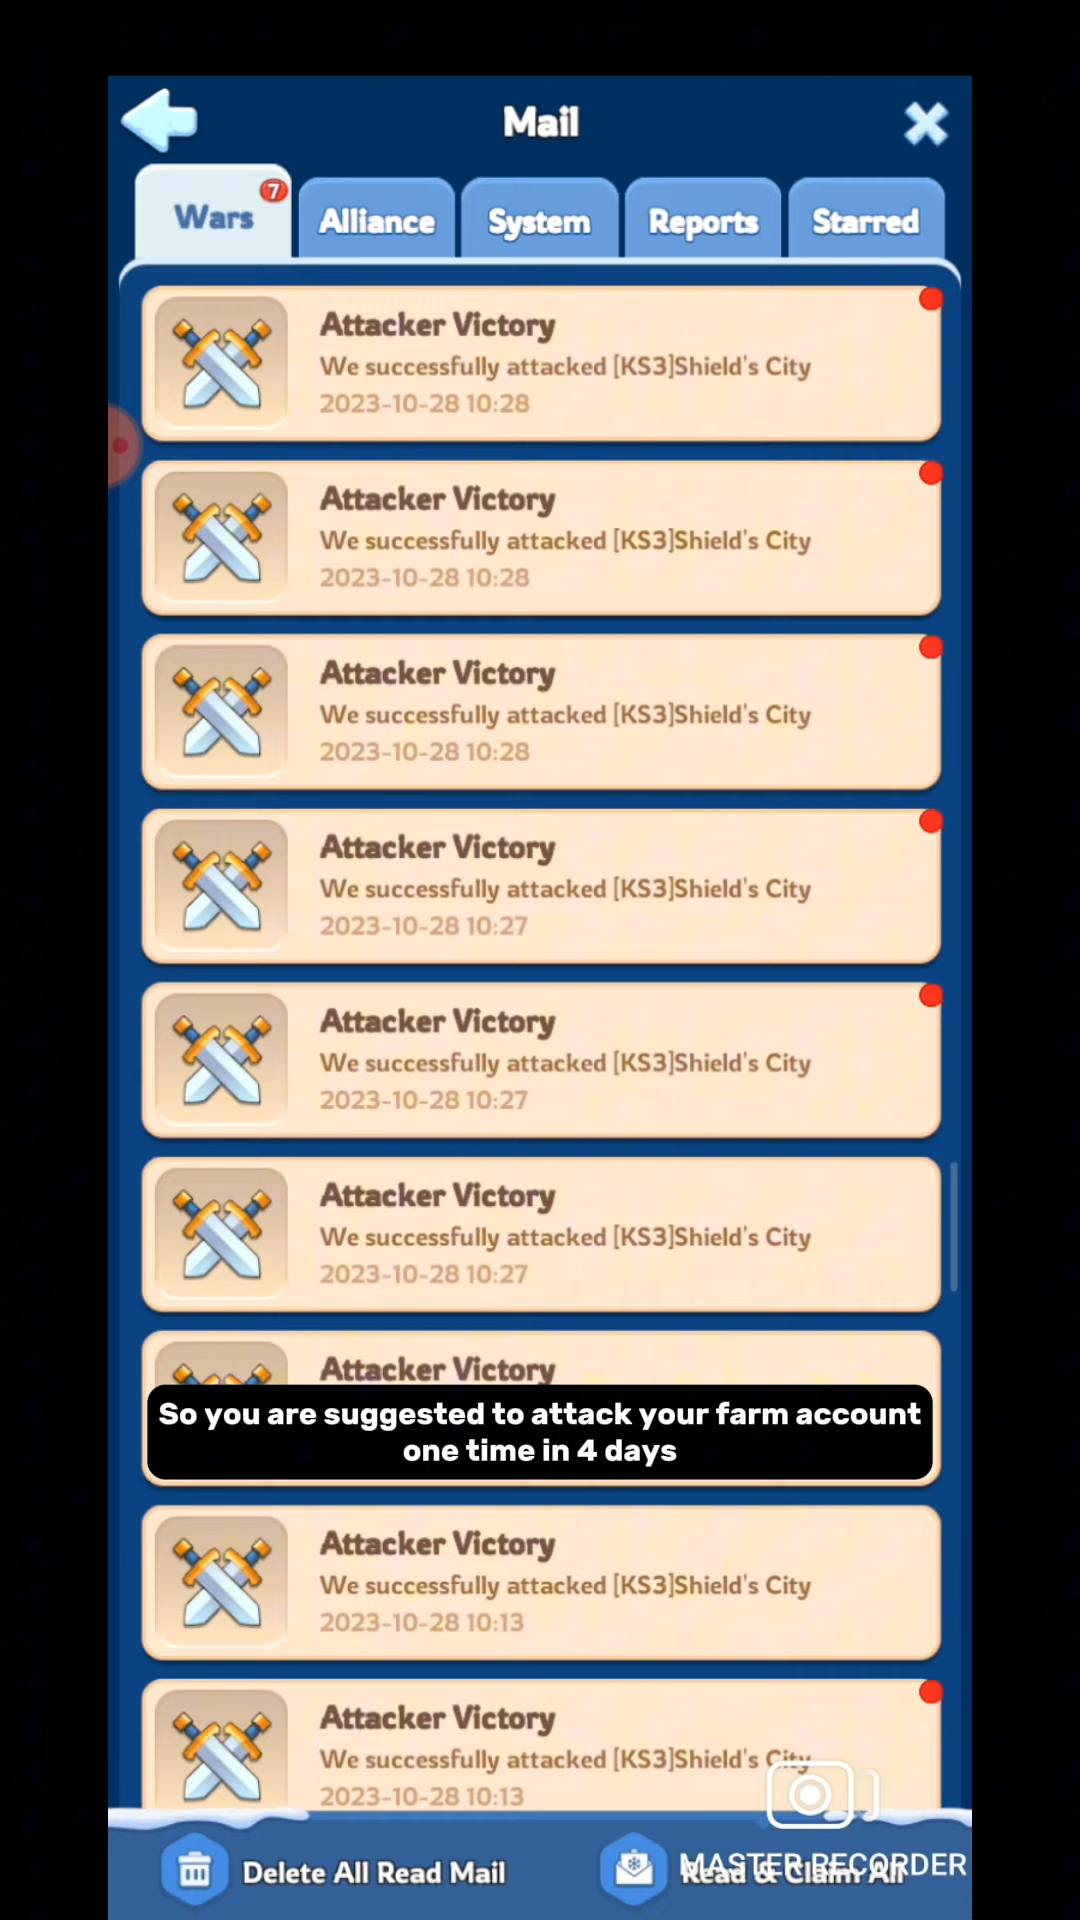 Mail
Wars
7
Alliance
System
Reports
Starred
Attacker Victory
We successfully attacked [KS3]Shield's City
2023-10-28 10:28
Attacker Victory
We successfully attacked [KS3]Shield's City
2023-10-28 10:28
Attacker Victory
We successfully attacked [KS3]Shield's City
2023-10-28 10:28
Attacker Victory
We successfully attacked [KS3]Shield's City
2023-10-28 10:27
Attacker Victory
We successfully attacked [KS3]Shield's City
2023-10-28 10:27
Attacker Victory
We successfully attacked [KS3]Shield's City
2023-10-28 10:27
Attacker Victory
So you are suggested to attack your farm account
one time in 4 days
Attacker Victory
We successfully attacked [KS3]Shield's City
2023-10-28 10:13
Attacker Victory
We successfully attacked [KS3]Shield's City
2023-10-28 10:13
Delete All Read Mail
Read & Claim All
MASTER RECORDER